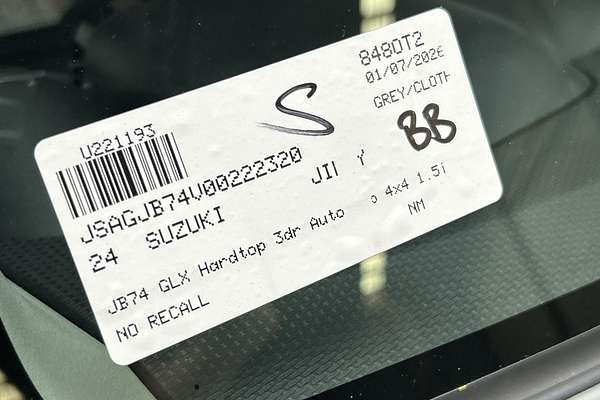 U221193
8480T2
01/07/2026
S
GREY/CLOTH
BB
JSAGJB74V00222320
24 SUZUKI
JB74 GLX Hardtop 3dr Auto 4x4 1.5i
NO RECALL NM